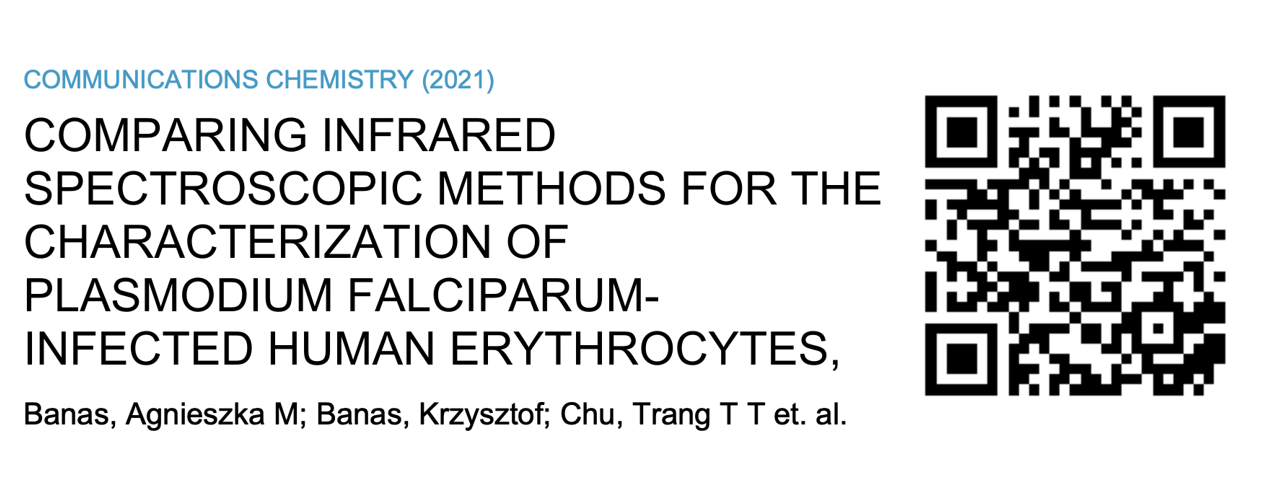 COMMUNICATIONS CHEMISTRY (2021)
COMPARING INFRARED
SPECTROSCOPIC METHODS FOR THE
CHARACTERIZATION OF
PLASMODIUM FALCIPARUM-
INFECTED HUMAN ERYTHROCYTES,
Banas, Agnieszka M; Banas, Krzysztof; Chu, Trang T T et. al.